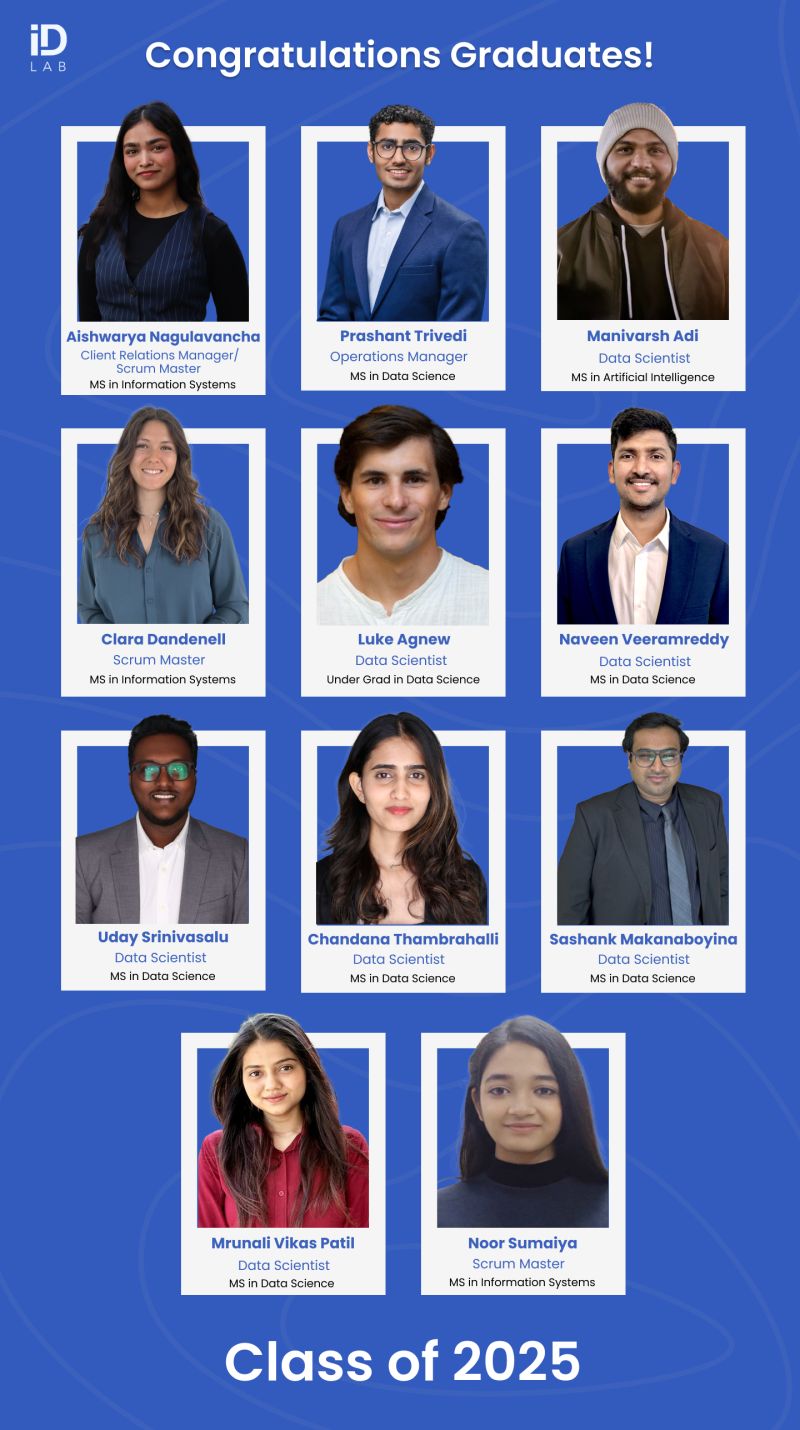 iD
LAB
Congratulations Graduates!
Aishwarya Nagulavancha
Client Relations Manager/
Scrum Master
MS in Information Systems
Prashant Trivedi
Operations Manager
MS in Data Science
Manivarsh Adi
Data Scientist
MS in Artificial Intelligence
Clara Dandenell
Scrum Master
MS in Information Systems
Luke Agnew
Data Scientist
Under Grad in Data Science
Naveen Veeramreddy
Data Scientist
MS in Data Science
Uday Srinivasalu
Data Scientist
MS in Data Science
Chandana Thambrahalli
Data Scientist
MS in Data Science
Sashank Makanaboyina
Data Scientist
MS in Data Science
Mrunali Vikas Patil
Data Scientist
MS in Data Science
Noor Sumaiya
Scrum Master
MS in Information Systems
Class of 2025